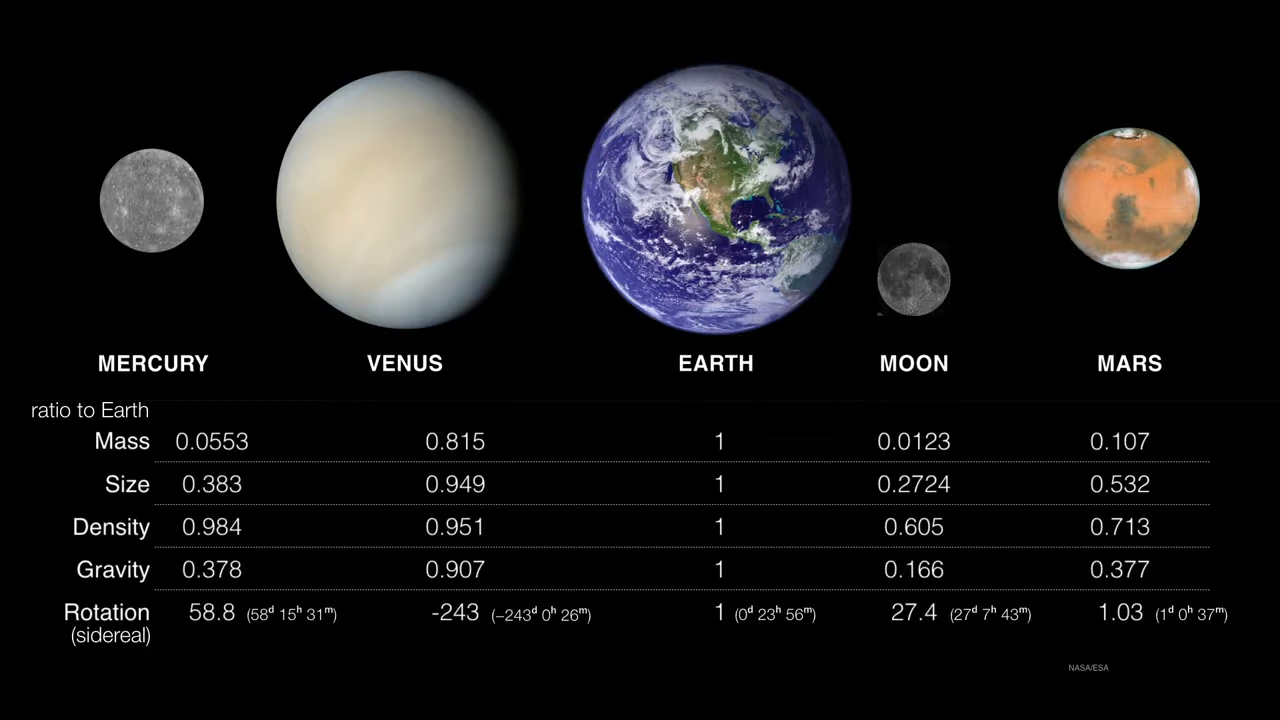 MERCURY VENUS EARTH MOON MARS
ratio to Earth
Mass 0.0553 0.815 1 0.0123 0.107
Size 0.383 0.949 1 0.2724 0.532
Density 0.984 0.951 1 0.605 0.713
Gravity 0.378 0.907 1 0.166 0.377
Rotation 58.8 (58d 15h 31m) -243 (−243d 0h 26m) 1 (0d 23h 56m) 27.4 (27d 7h 43m) 1.03 (1d 0h 37m)
(sidereal)
NASA/ESA